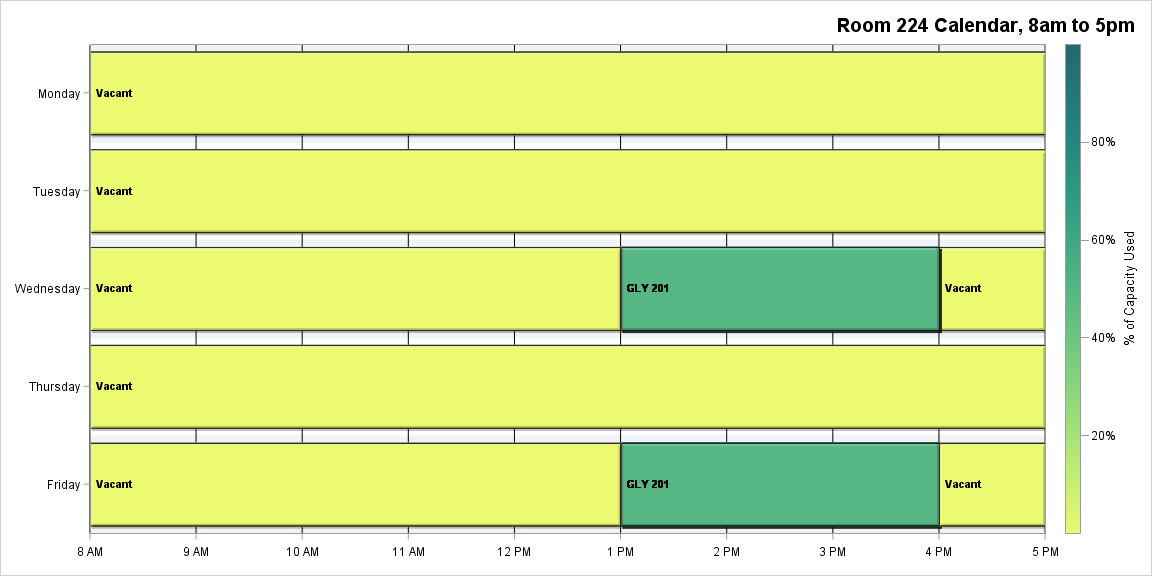 Room 224 Calendar, 8am to 5pm
Monday
Vacant
80%
Tuesday
Vacant
60%
Wednesday
Vacant
GLY 201
Vacant
% of Capacity Used
40%
Thursday
Vacant
20%
Friday
Vacant
GLY 201
Vacant
8 AM 9 AM 10 AM 11 AM 12 PM 1 PM 2 PM 3 PM 4 PM 5 PM